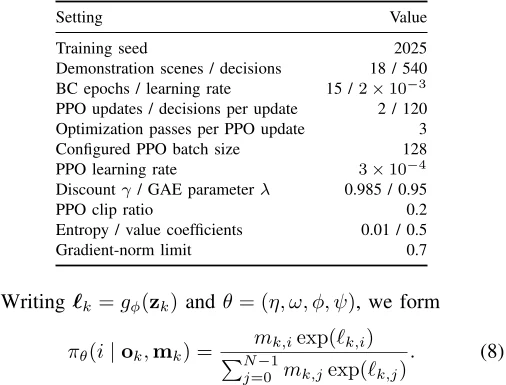 Setting Value
Training seed 2025
Demonstration scenes / decisions 18 / 540
BC epochs / learning rate 15 / 2 × 10⁻³
PPO updates / decisions per update 2 / 120
Optimization passes per PPO update 3
Configured PPO batch size 128
PPO learning rate 3 × 10⁻⁴
Discount γ / GAE parameter λ 0.985 / 0.95
PPO clip ratio 0.2
Entropy / value coefficients 0.01 / 0.5
Gradient-norm limit 0.7
Writing ℓ_k = g_ϕ(z_k) and θ = (η, ω, ϕ, ψ), we form
π_θ(i | o_k, m_k) = m_{k,i} exp(ℓ_{k,i}) / ∑_{j=0}^{N−1} m_{k,j} exp(ℓ_{k,j}). (8)